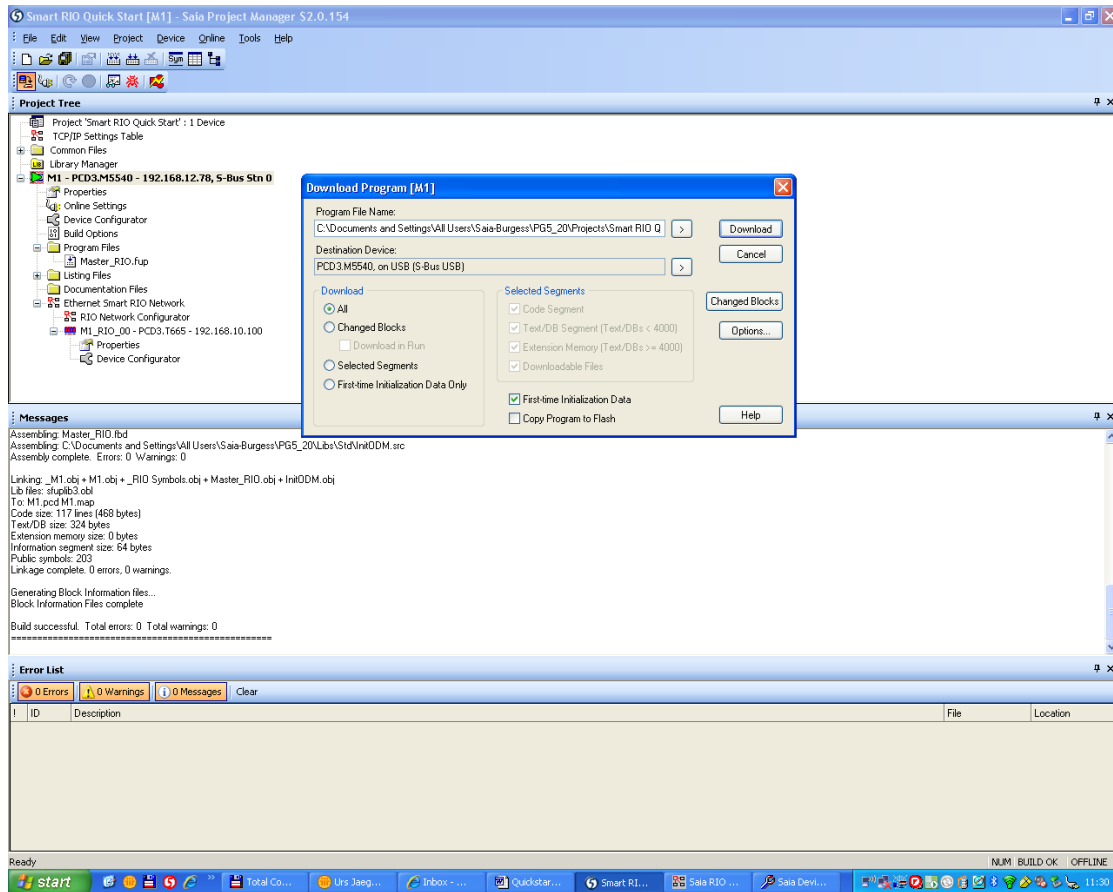 Smart RIO Quick Start [M1] - Saia Project Manager $2.0.154
File Edit View Project Device Online Tools Help
Sym
Project Tree
Project 'Smart RIO Quick Start' : 1 Device
TCP/IP Settings Table
Common Files
Library Manager
M1 - PCD3.M5540 - 192.168.12.78, S-Bus Stn 0
Properties
Online Settings
Device Configurator
Build Options
Program Files
Master_RIO.fup
Listing Files
Documentation Files
Ethernet Smart RIO Network
RIO Network Configurator
M1_RIO_00 - PCD3.T665 - 192.168.10.100
Properties
Device Configurator
Download Program [M1]
Program File Name:
C:\Documents and Settings\All Users\Saia-Burgess\PG5_20\Projects\Smart RIO Q
>
Download
Destination Device:
PCD3.M5540, on USB (S-Bus USB)
>
Cancel
Download
All
Changed Blocks
Download in Run
Selected Segments
First-time Initialization Data Only
Selected Segments
Code Segment
Text/DB Segment (Text/DBs < 4000)
Extension Memory (Text/DBs >= 4000)
Downloadable Files
Changed Blocks
Options...
First-time Initialization Data
Copy Program to Flash
Help
Messages
Assembling: Master_RIO.fbd
Assembling: C:\Documents and Settings\All Users\Saia-Burgess\PG5_20\Libs\Std\InitODM.src
Assembly complete. Errors: 0 Warnings: 0
Linking: _M1.obj + M1.obj + _RIO Symbols.obj + Master_RIO.obj + InitODM.obj
Lib files: sfuplib3.obl
To: M1.pcd M1.map
Code size: 117 lines (468 bytes)
Text/DB size: 324 bytes
Extension memory size: 0 bytes
Information segment size: 64 bytes
Public symbols: 203
Linkage complete. 0 errors, 0 warnings.
Generating Block Information files...
Block Information Files complete
Build successful. Total errors: 0 Total warnings: 0
==================================================
Error List
0 Errors 0 Warnings 0 Messages Clear
! ID Description File Location
Ready NUM BUILD OK OFFLINE
start Total Co... Urs Jaeg... Inbox - ... Quickstar... Smart RI... Saia RIO ... Saia Devi... 11:30